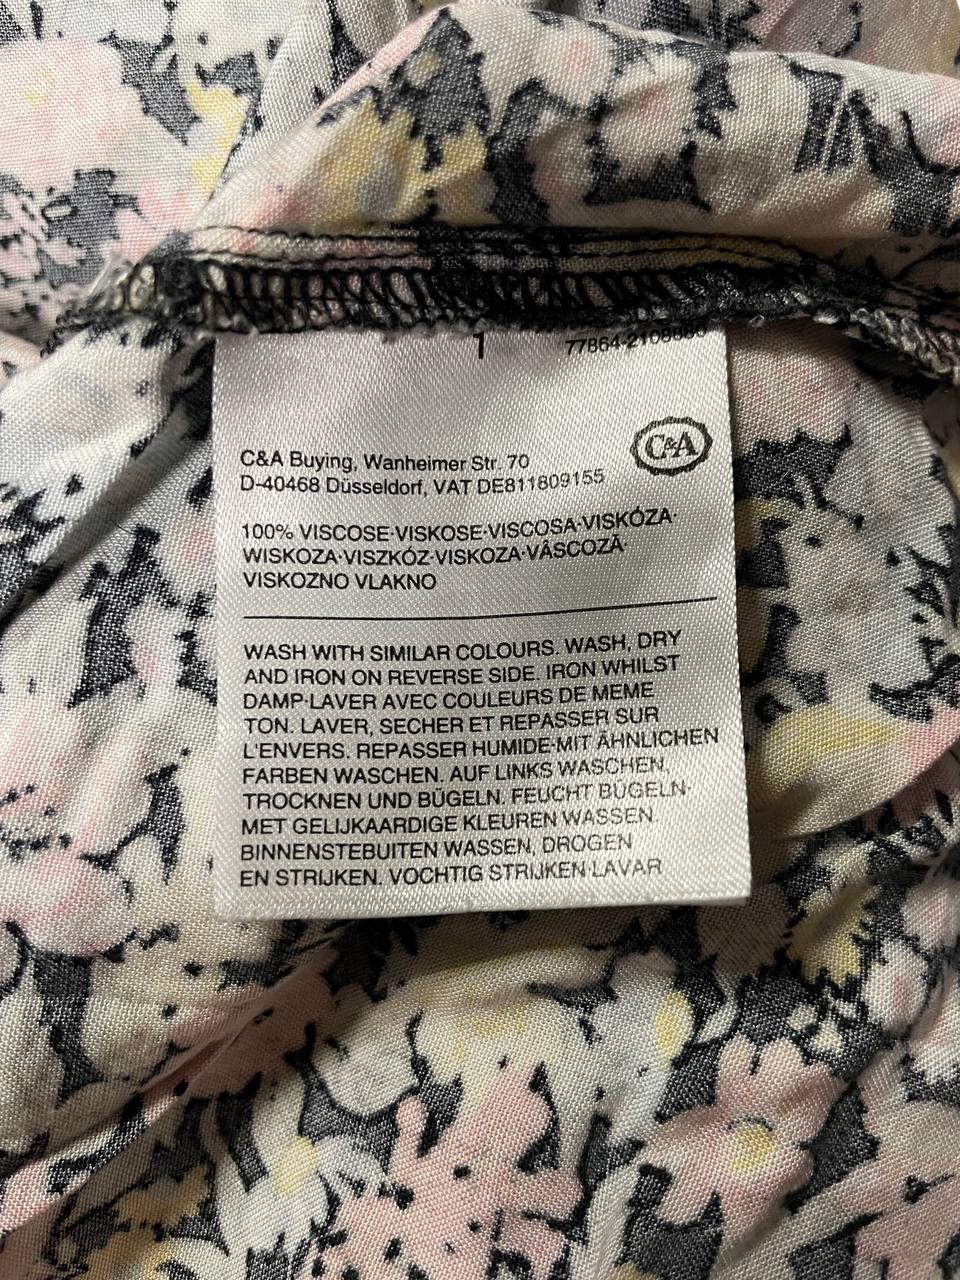 1
C&A
C&A Buying, Wanheimer Str. 70
D-40468 Düsseldorf, VAT DE811809155
100% VISCOSE·VISKOSE·VISCOSA·VISKÓZA·
WISKOZA·VISZKÓZ·VISKOZA·VÂSCOZĂ·
VISKOZNO VLAKNO
WASH WITH SIMILAR COLOURS. WASH, DRY
AND IRON ON REVERSE SIDE. IRON WHILST
DAMP·LAVER AVEC COULEURS DE MEME
TON. LAVER, SECHER ET REPASSER SUR
L'ENVERS. REPASSER HUMIDE·MIT ÄHNLICHEN
FARBEN WASCHEN. AUF LINKS WASCHEN,
TROCKNEN UND BÜGELN. FEUCHT BÜGELN·
MET GELIJKAARDIGE KLEUREN WASSEN.
BINNENSTEBUITEN WASSEN, DROGEN
EN STRIJKEN. VOCHTIG STRIJKEN·LAVAR